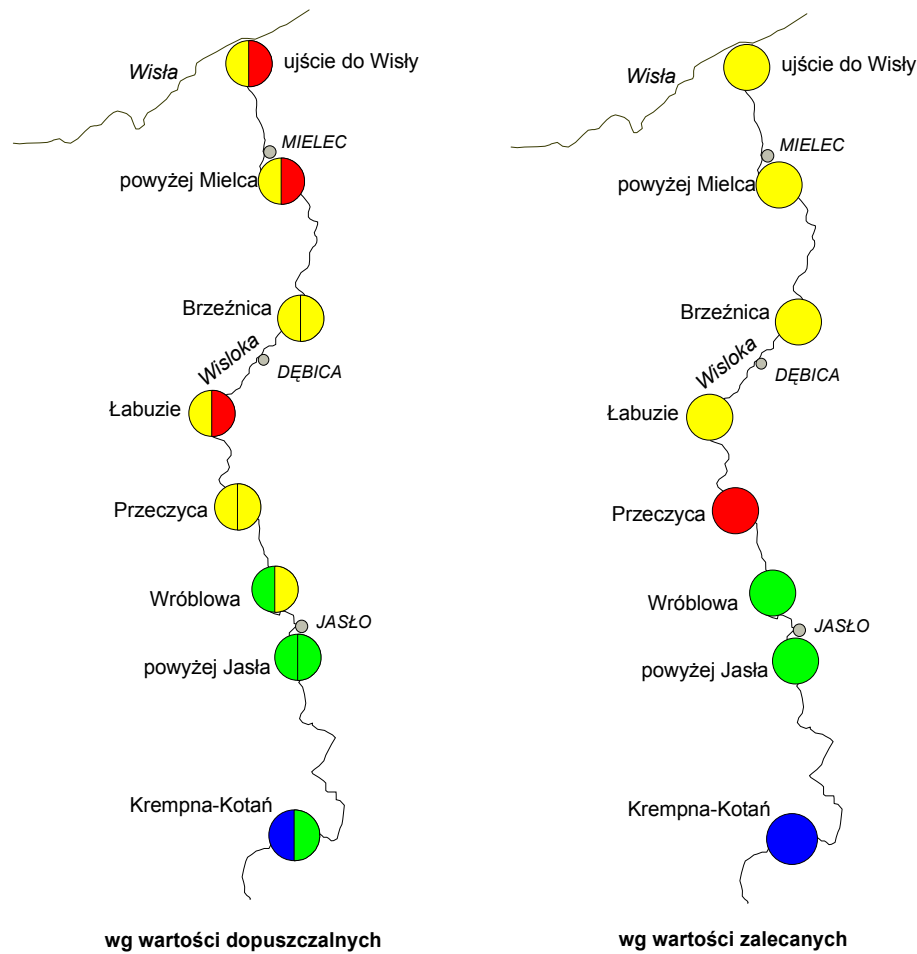 Wisła
ujście do Wisły
MIELEC
powyżej Mielca
Brzeźnica
Wisloka
DĘBICA
Łabuzie
Przeczyca
Wróblowa
JASŁO
powyżej Jasła
Krempna-Kotań
wg wartości dopuszczalnych
Wisła
ujście do Wisły
MIELEC
powyżej Mielca
Brzeźnica
Wisloka
DĘBICA
Łabuzie
Przeczyca
Wróblowa
JASŁO
powyżej Jasła
Krempna-Kotań
wg wartości zalecanych